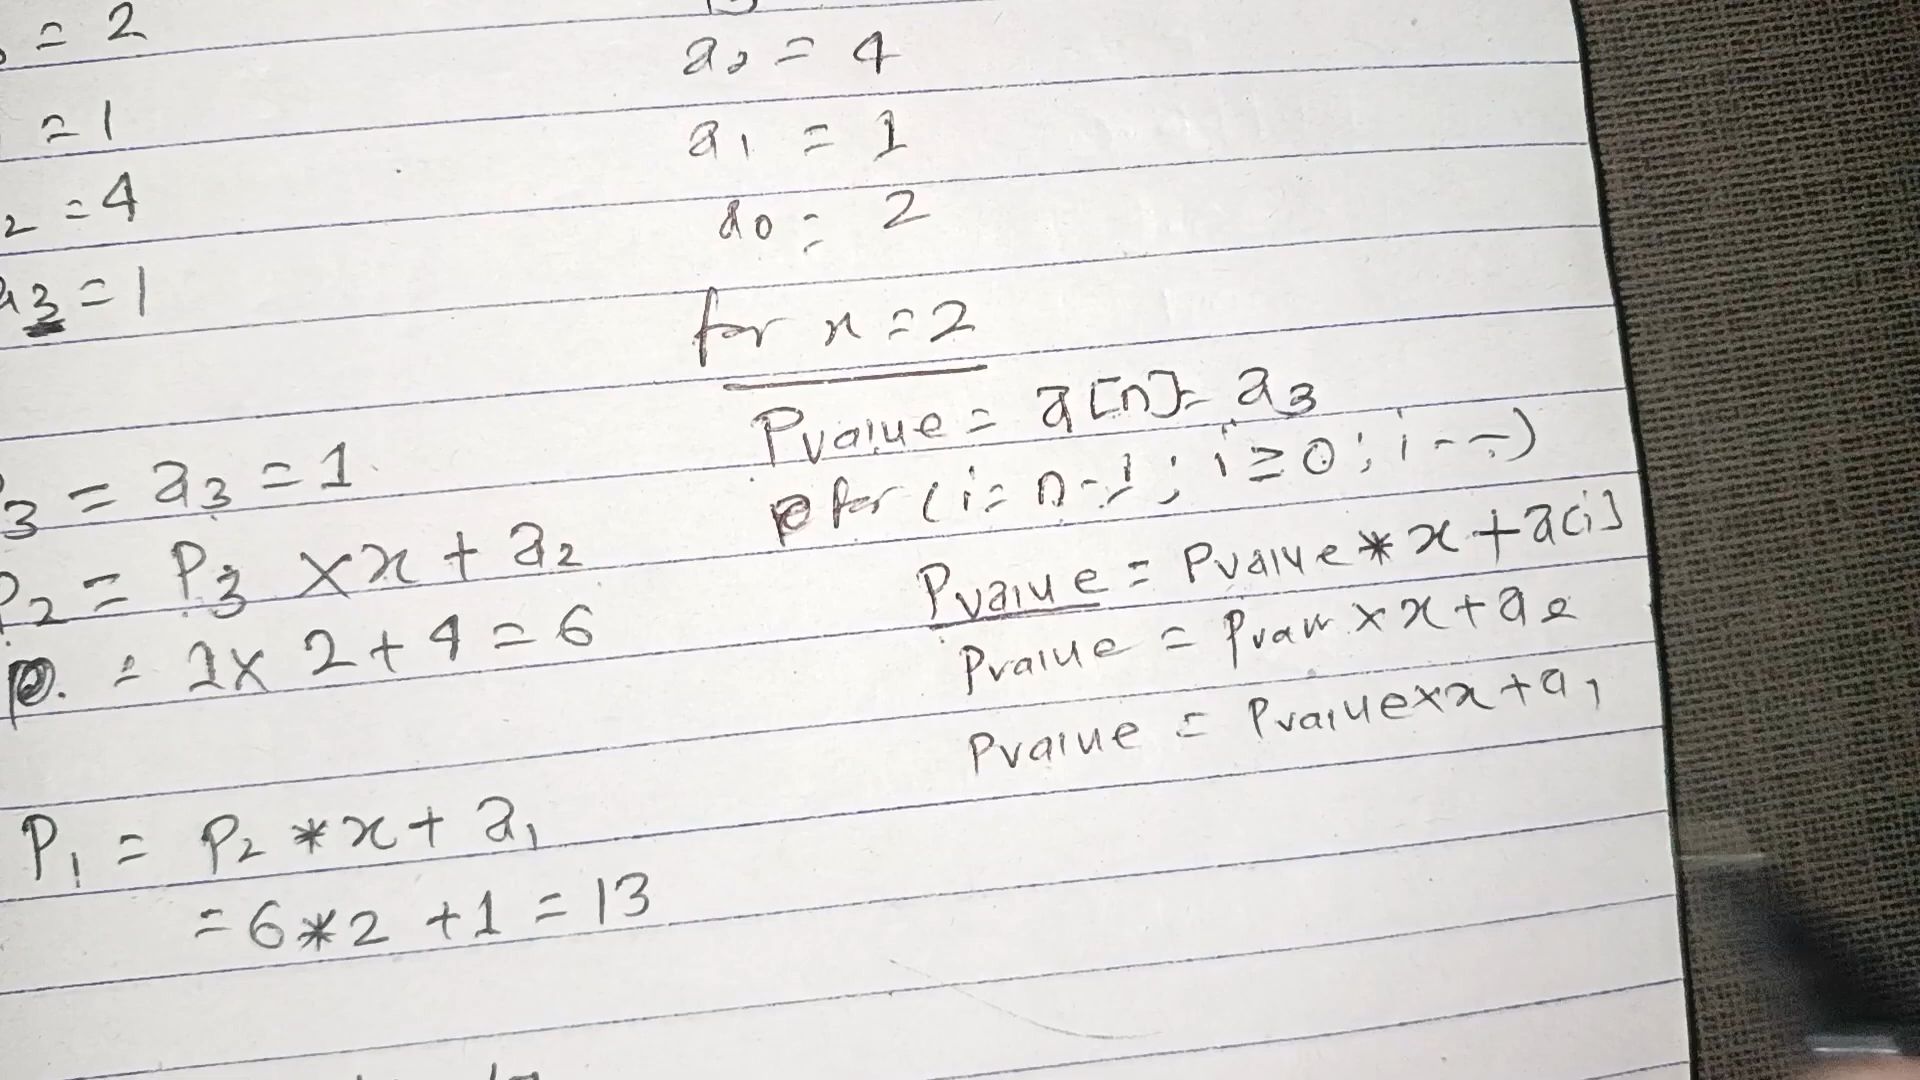 = 2
= 1
2 = 4
a3 = 1
3 = a3 = 1
P2 = P3 × x + a2
= 1 × 2 + 4 = 6
P1 = P2 * x + a1
= 6 * 2 + 1 = 13
a2 = 4
a1 = 1
a0 = 2
for x = 2
Pvalue = a[n] = a3
for (i = n-1 ; i ≥ 0 ; i--)
Pvalue = Pvalue * x + a[i]
Pvalue = Pvalu × x + a2
Pvalue = Pvalue × x + a1